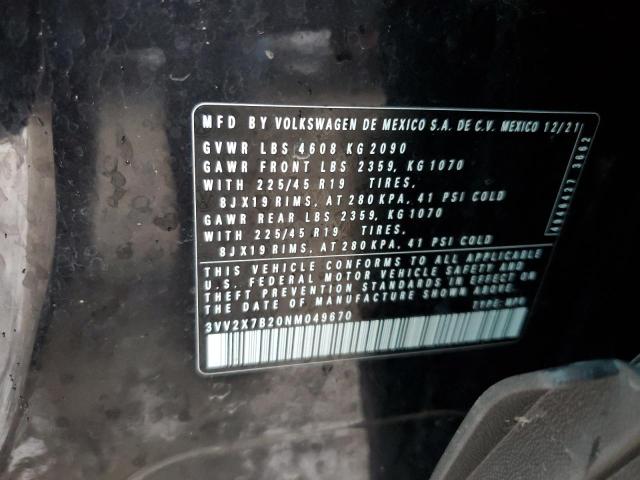 MFD BY VOLKSWAGEN DE MEXICO S.A. DE C.V. MEXICO 12/21
GVWR LBS 4608 KG 2090
GAWR FRONT LBS 2359, KG 1070
WITH 225/45 R19 TIRES,
8JX19 RIMS, AT 280 KPA, 41 PSI COLD
GAWR REAR LBS 2359, KG 1070
WITH 225/45 R19 TIRES,
8JX19 RIMS, AT 280 KPA, 41 PSI COLD
THIS VEHICLE CONFORMS TO ALL APPLICABLE
U.S. FEDERAL MOTOR VEHICLE SAFETY AND
THEFT PREVENTION STANDARDS IN EFFECT ON
THE DATE OF MANUFACTURE SHOWN ABOVE.
3VV2X7B20NM049670 TYPE: MPV